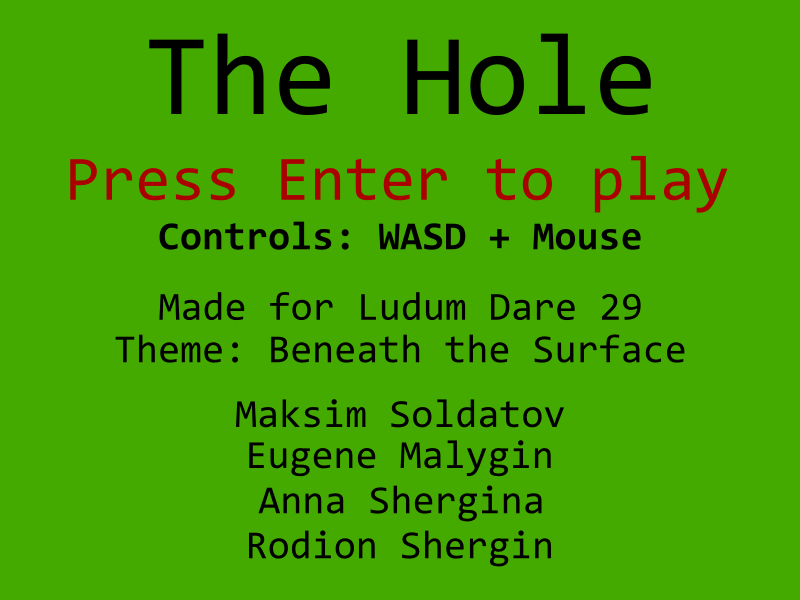 The Hole
Press Enter to play
Controls: WASD + Mouse
Made for Ludum Dare 29
Theme: Beneath the Surface
Maksim Soldatov
Eugene Malygin
Anna Shergina
Rodion Shergin